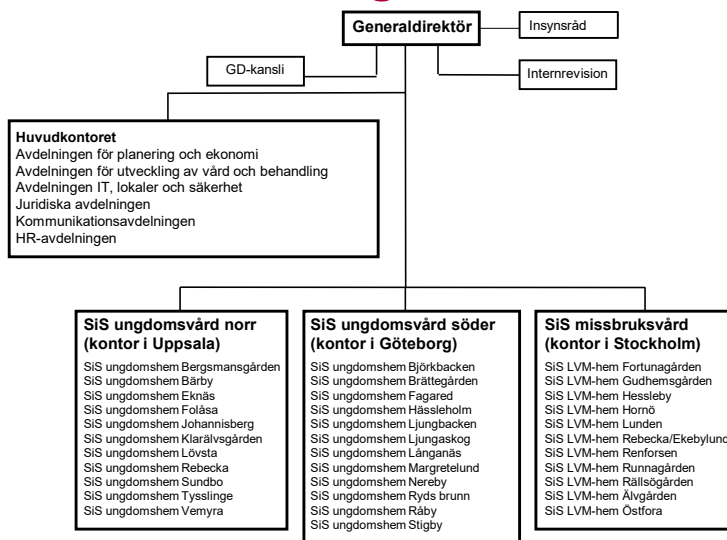 Generaldirektör
Insynsråd
GD-kansli
Internrevision
Huvudkontoret
Avdelningen för planering och ekonomi
Avdelningen för utveckling av vård och behandling
Avdelningen IT, lokaler och säkerhet
Juridiska avdelningen
Kommunikationsavdelningen
HR-avdelningen
SiS ungdomsvård norr
(kontor i Uppsala)
SiS ungdomshem Bergsmansgården
SiS ungdomshem Bärby
SiS ungdomshem Eknäs
SiS ungdomshem Folåsa
SiS ungdomshem Johannisberg
SiS ungdomshem Klarälvsgården
SiS ungdomshem Lövsta
SiS ungdomshem Rebecka
SiS ungdomshem Sundbo
SiS ungdomshem Tysslinge
SiS ungdomshem Vemyra
SiS ungdomsvård söder
(kontor i Göteborg)
SiS ungdomshem Björkbacken
SiS ungdomshem Brättegården
SiS ungdomshem Fagared
SiS ungdomshem Hässleholm
SiS ungdomshem Ljungbacken
SiS ungdomshem Ljungaskog
SiS ungdomshem Långanäs
SiS ungdomshem Margretelund
SiS ungdomshem Nereby
SiS ungdomshem Ryds brunn
SiS ungdomshem Råby
SiS ungdomshem Stigby
SiS missbruksvård
(kontor i Stockholm)
SiS LVM-hem Fortunagården
SiS LVM-hem Gudhemsgården
SiS LVM-hem Hessleby
SiS LVM-hem Hornö
SiS LVM-hem Lunden
SiS LVM-hem Rebecka/Ekebylund
SiS LVM-hem Renforsen
SiS LVM-hem Runnagården
SiS LVM-hem Rällsögården
SiS LVM-hem Älvgården
SiS LVM-hem Östfora